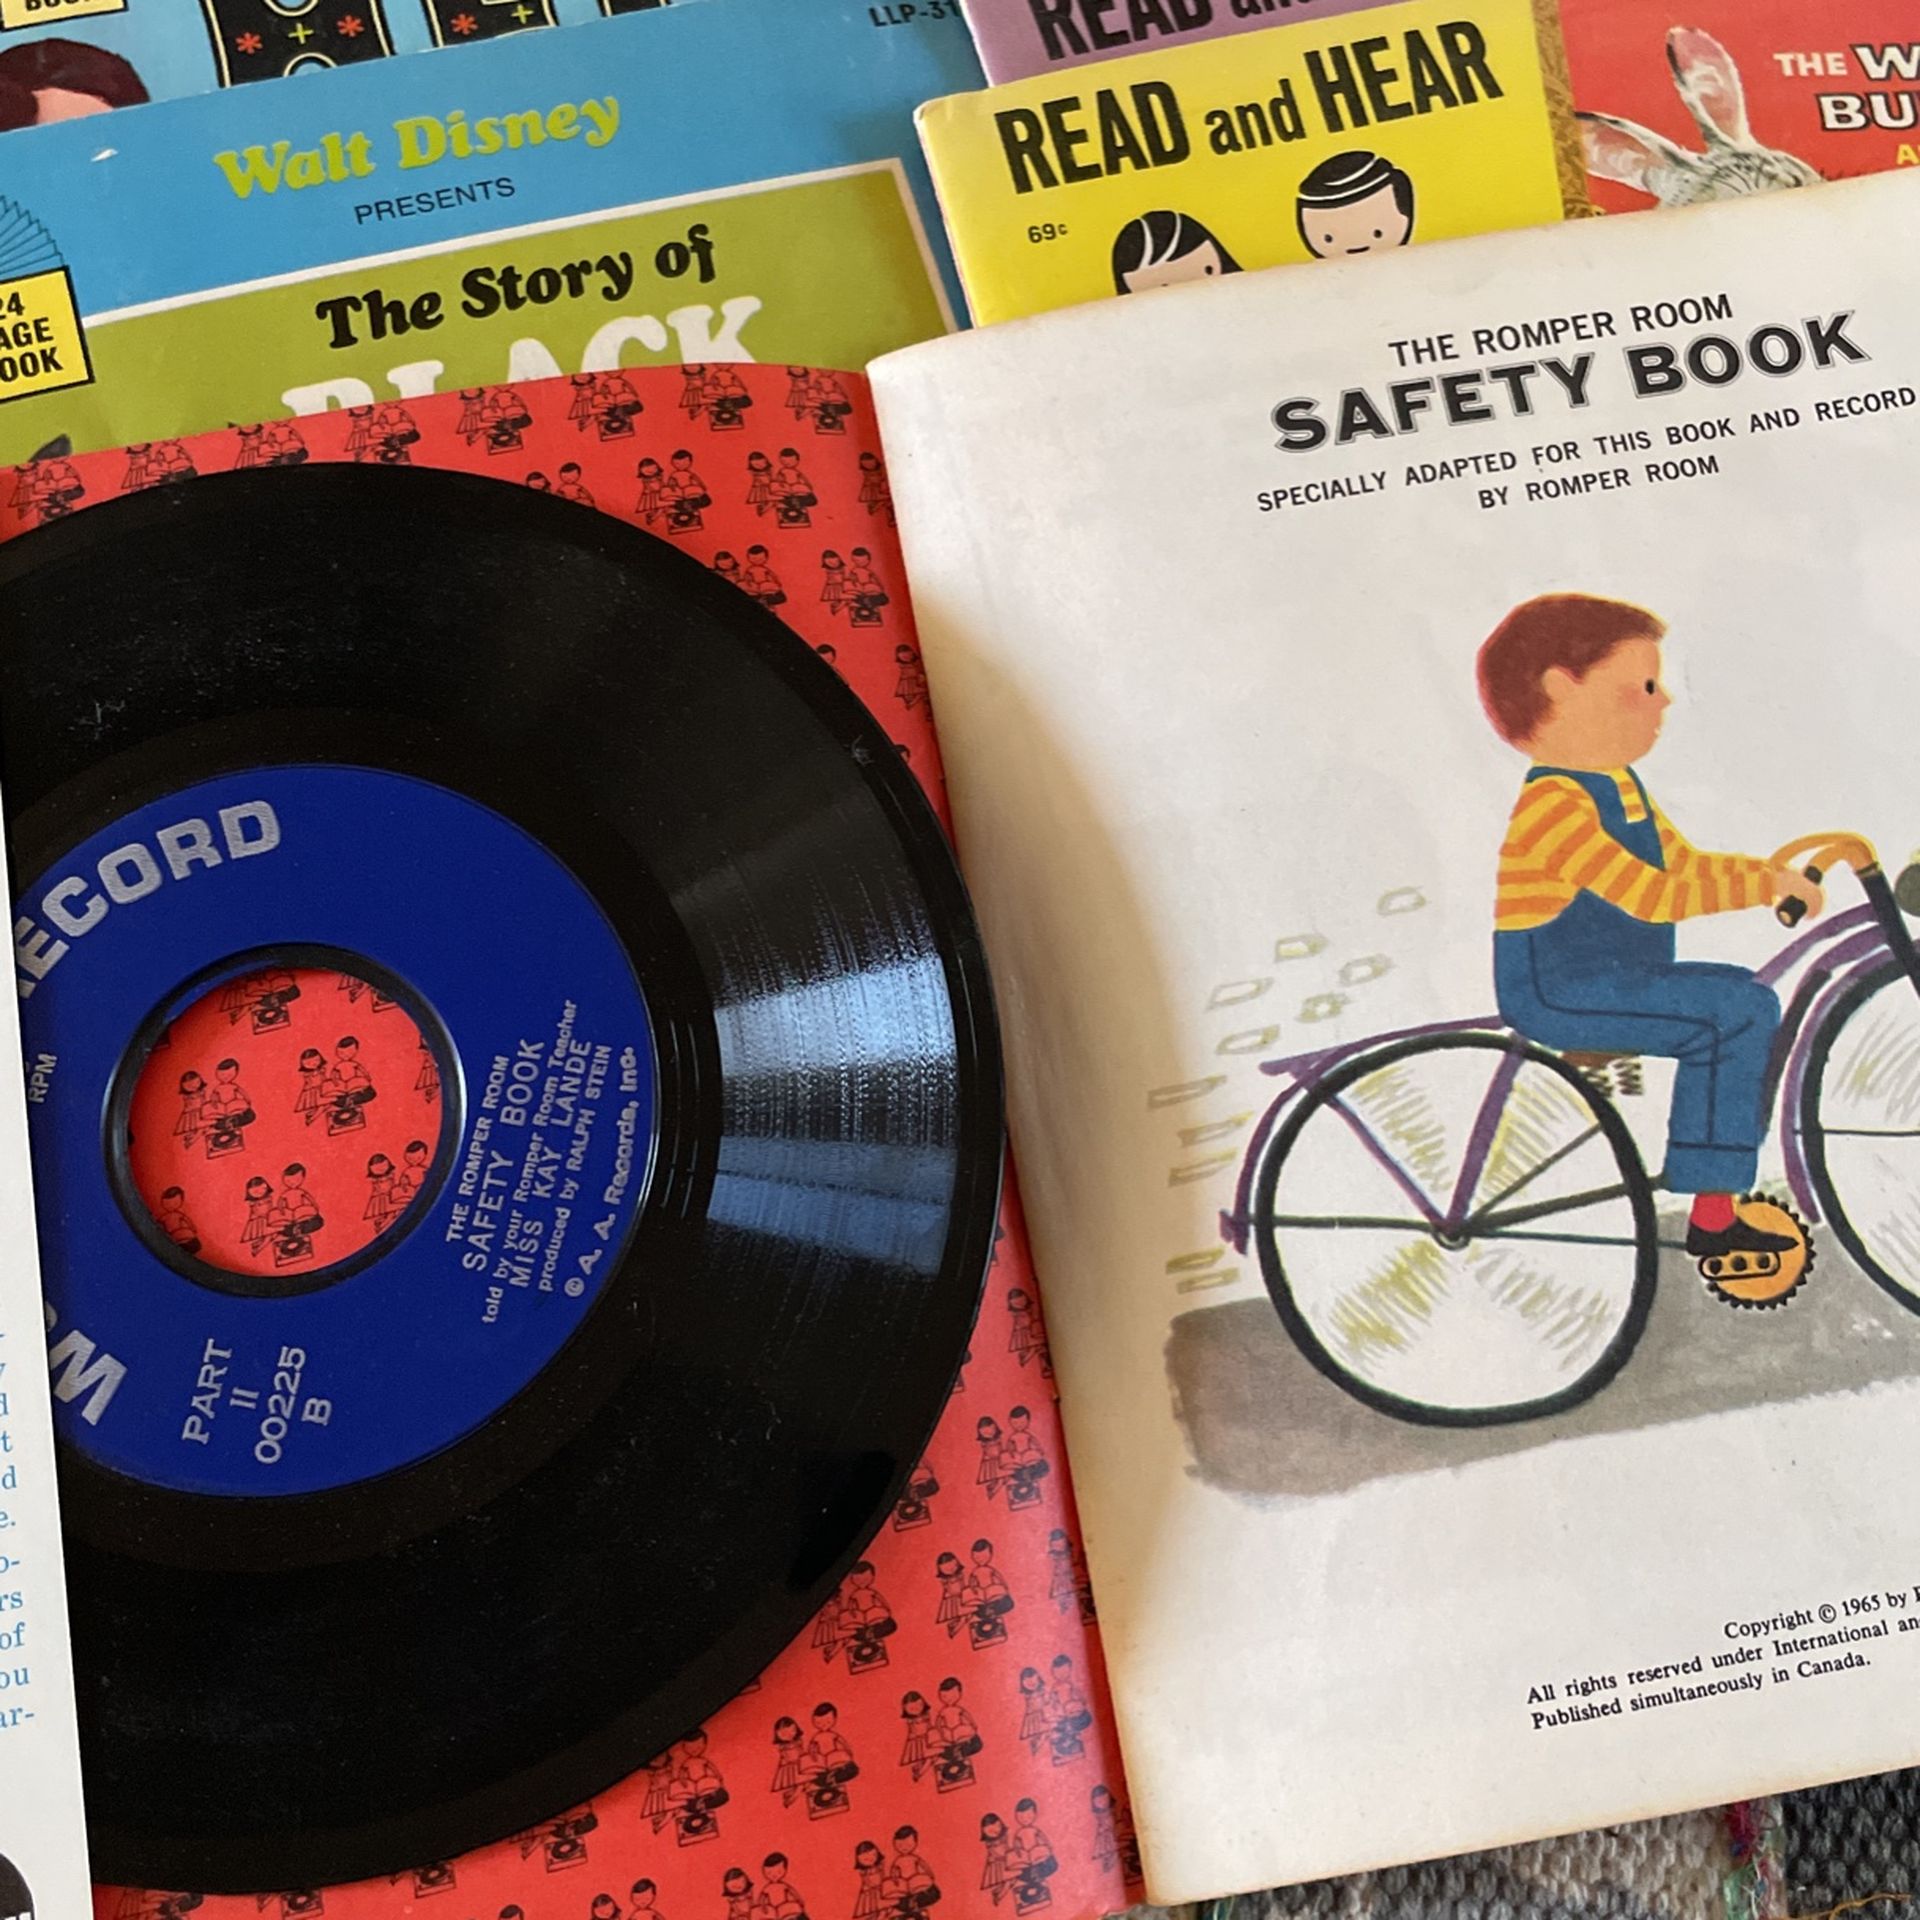 LLP-31
Walt Disney
PRESENTS
The Story of
BLACK
24
PAGE
BOOK
READ
READ and HEAR
69¢
THE
THE ROMPER ROOM
SAFETY BOOK
SPECIALLY ADAPTED FOR THIS BOOK AND RECORD
BY ROMPER ROOM
RECORD
RPM
THE ROMPER ROOM
SAFETY BOOK
told by your Romper Room Teacher
MISS KAY LANDE
produced by RALPH STEIN
© A. A. Records, Inc.
PART
II
00225
B
of
Copyright © 1965 by
All rights reserved under International
Published simultaneously in Canada.